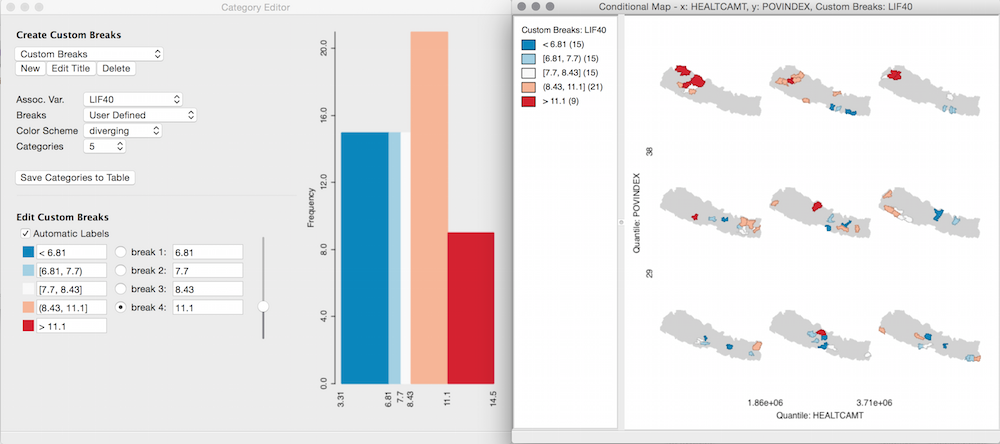 Category Editor
Create Custom Breaks
Custom Breaks
New Edit Title Delete
Assoc. Var. LIF40
Breaks User Defined
Color Scheme diverging
Categories 5
Save Categories to Table
Edit Custom Breaks
Automatic Labels
< 6.81 break 1: 6.81
[6.81, 7.7) break 2: 7.7
[7.7, 8.43] break 3: 8.43
(8.43, 11.1] break 4: 11.1
> 11.1
Frequency
20.0
16.0
12.0
8.0
4.0
0.0
3.31
6.81
7.7
8.43
11.1
14.5
Conditional Map - x: HEALTCAMT, y: POVINDEX, Custom Breaks: LIF40
Custom Breaks: LIF40
< 6.81 (15)
[6.81, 7.7) (15)
[7.7, 8.43] (15)
(8.43, 11.1] (21)
> 11.1 (9)
38
Quantile: POVINDEX
29
1.86e+06 3.71e+06
Quantile: HEALTCAMT